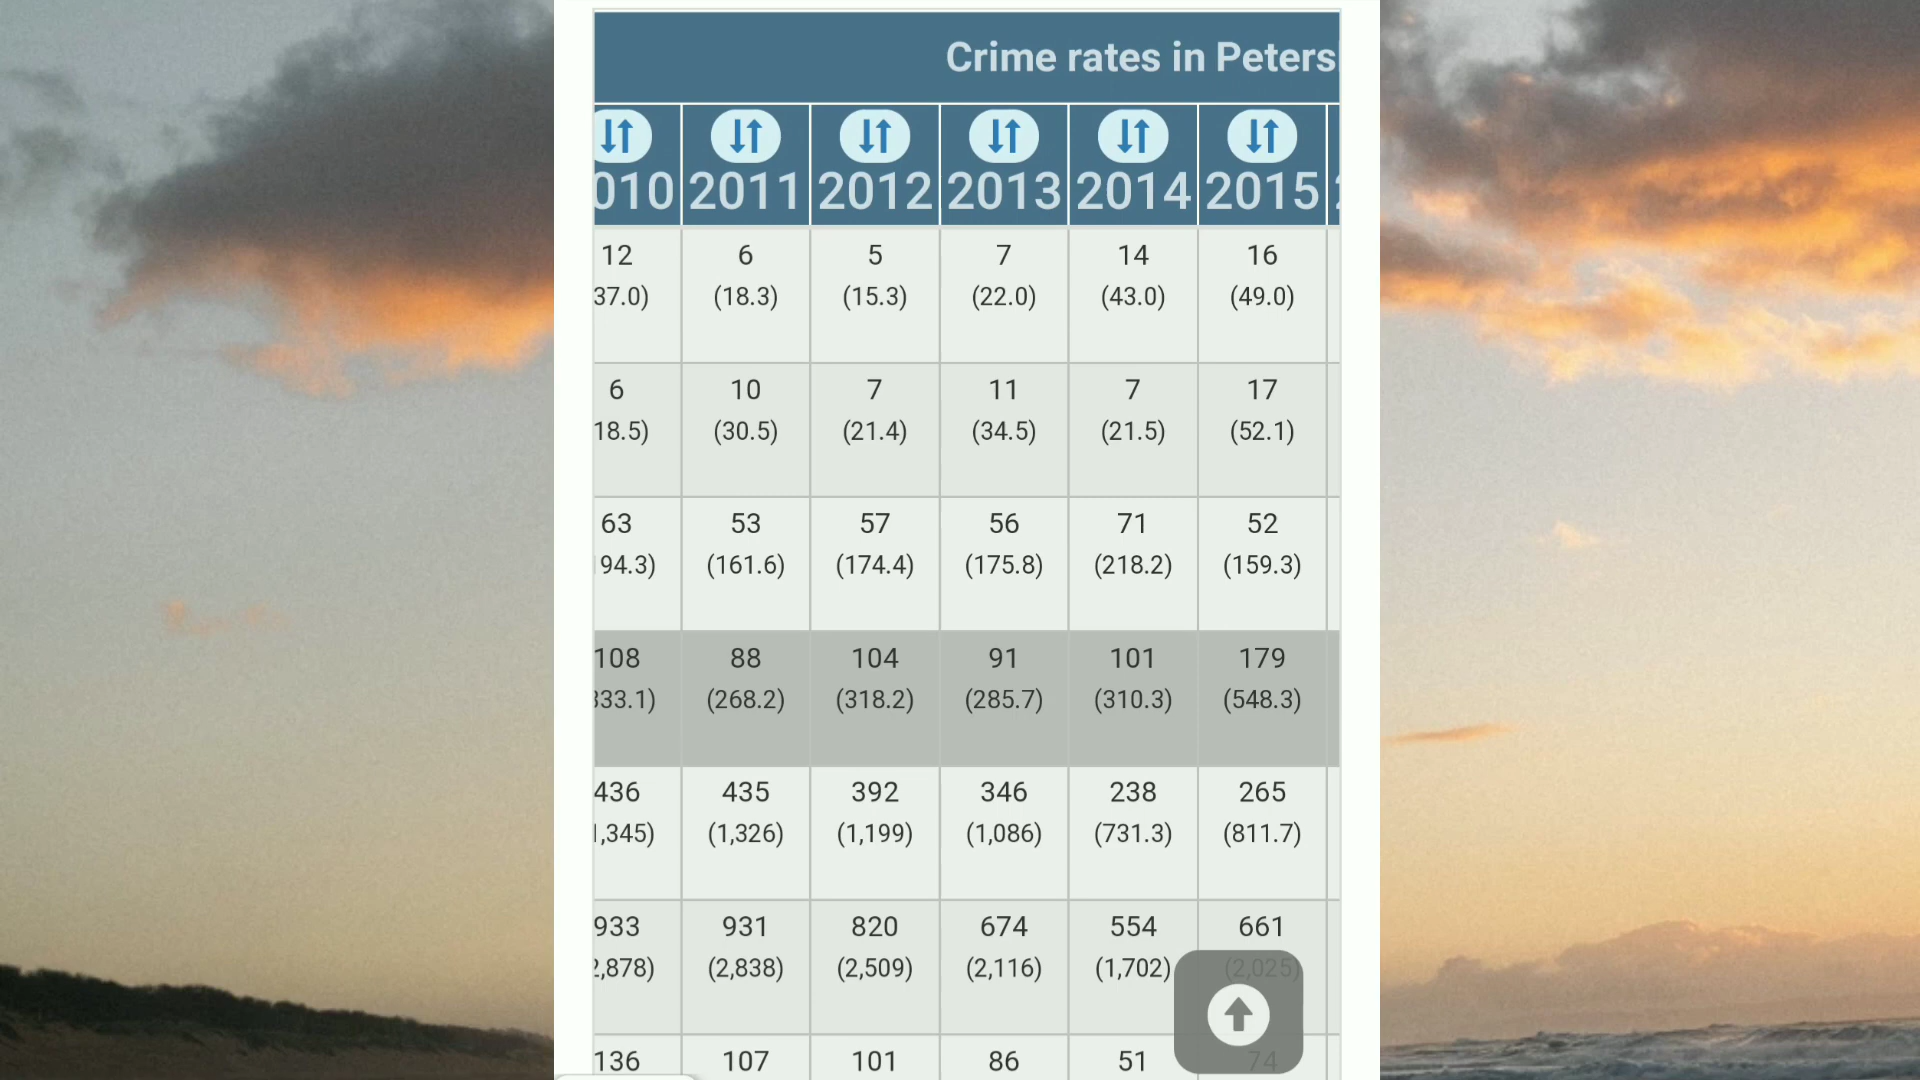 Crime rates in Peters
010 2011 2012 2013 2014 2015
12 6 5 7 14 16
37.0) (18.3) (15.3) (22.0) (43.0) (49.0)
6 10 7 11 7 17
18.5) (30.5) (21.4) (34.5) (21.5) (52.1)
63 53 57 56 71 52
94.3) (161.6) (174.4) (175.8) (218.2) (159.3)
108 88 104 91 101 179
333.1) (268.2) (318.2) (285.7) (310.3) (548.3)
436 435 392 346 238 265
1,345) (1,326) (1,199) (1,086) (731.3) (811.7)
933 931 820 674 554 661
2,878) (2,838) (2,509) (2,116) (1,702) (2,025)
136 107 101 86 51 74